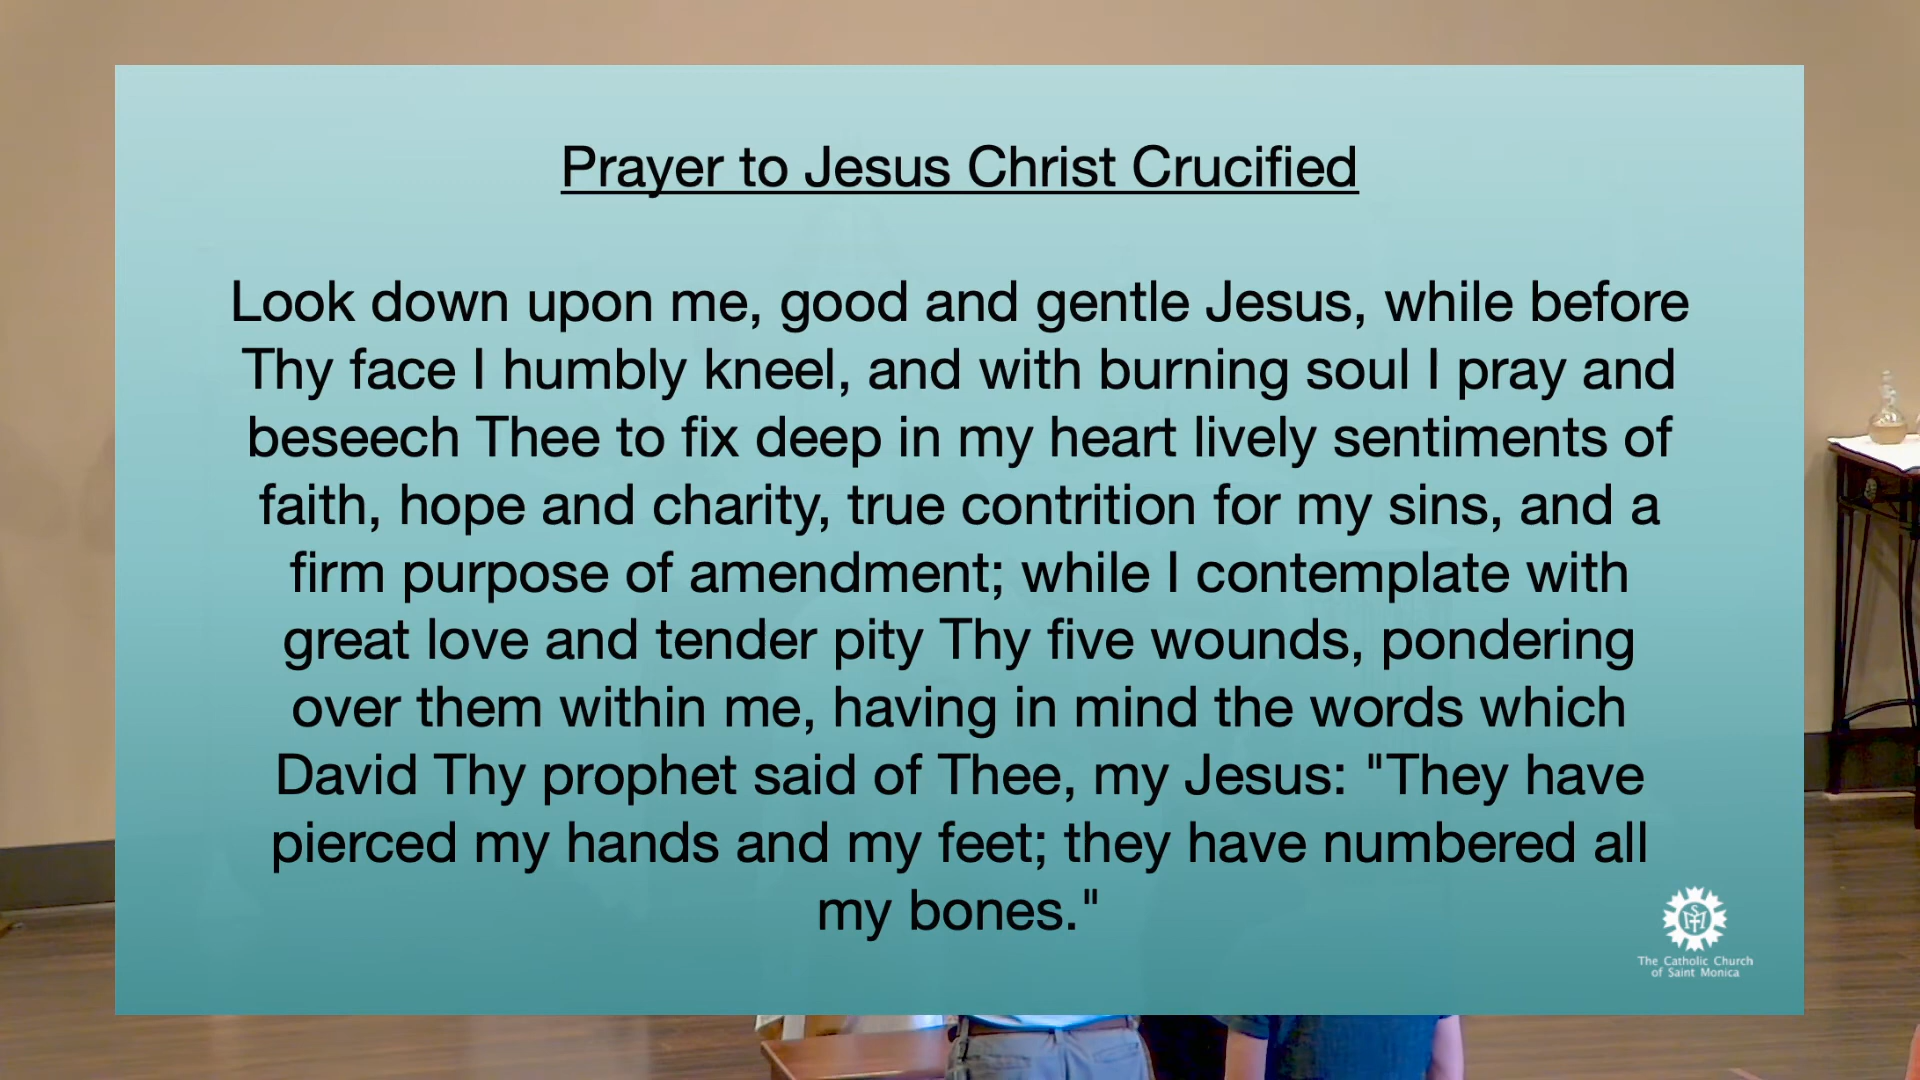 Prayer to Jesus Christ Crucified
Look down upon me, good and gentle Jesus, while before
Thy face I humbly kneel, and with burning soul I pray and
beseech Thee to fix deep in my heart lively sentiments of
faith, hope and charity, true contrition for my sins, and a
firm purpose of amendment; while I contemplate with
great love and tender pity Thy five wounds, pondering
over them within me, having in mind the words which
David Thy prophet said of Thee, my Jesus: "They have
pierced my hands and my feet; they have numbered all
my bones."
The Catholic Church
of Saint Monica